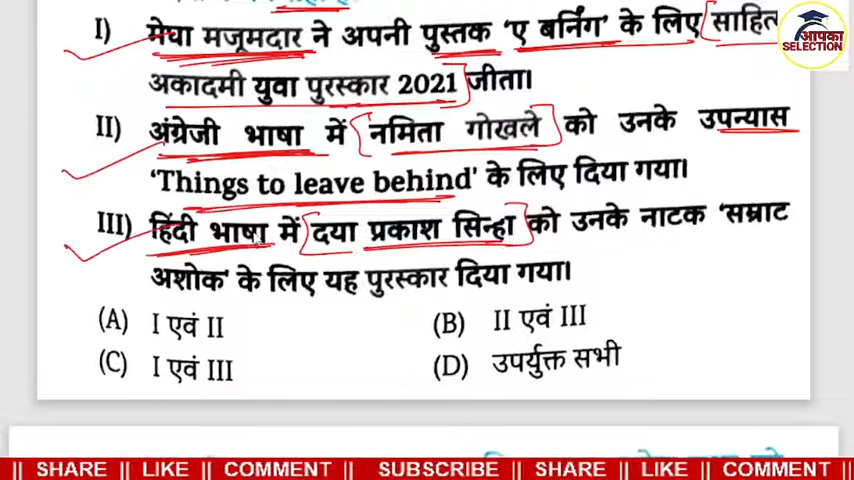 I) मेघा मजूमदार ने अपनी पुस्तक ‘ए बर्निंग’ के लिए साहित्
आपका
SELECTION
अकादमी युवा पुरस्कार 2021 जीता।
II) अंग्रेजी भाषा में नमिता गोखले को उनके उपन्यास
‘Things to leave behind’ के लिए दिया गया।
III) हिंदी भाषा में दया प्रकाश सिन्हा को उनके नाटक ‘सम्राट
अशोक’ के लिए यह पुरस्कार दिया गया।
(A) I एवं II
(B) II एवं III
(C) I एवं III
(D) उपर्युक्त सभी
|| SHARE || LIKE || COMMENT || SUBSCRIBE || SHARE || LIKE || COMMENT ||